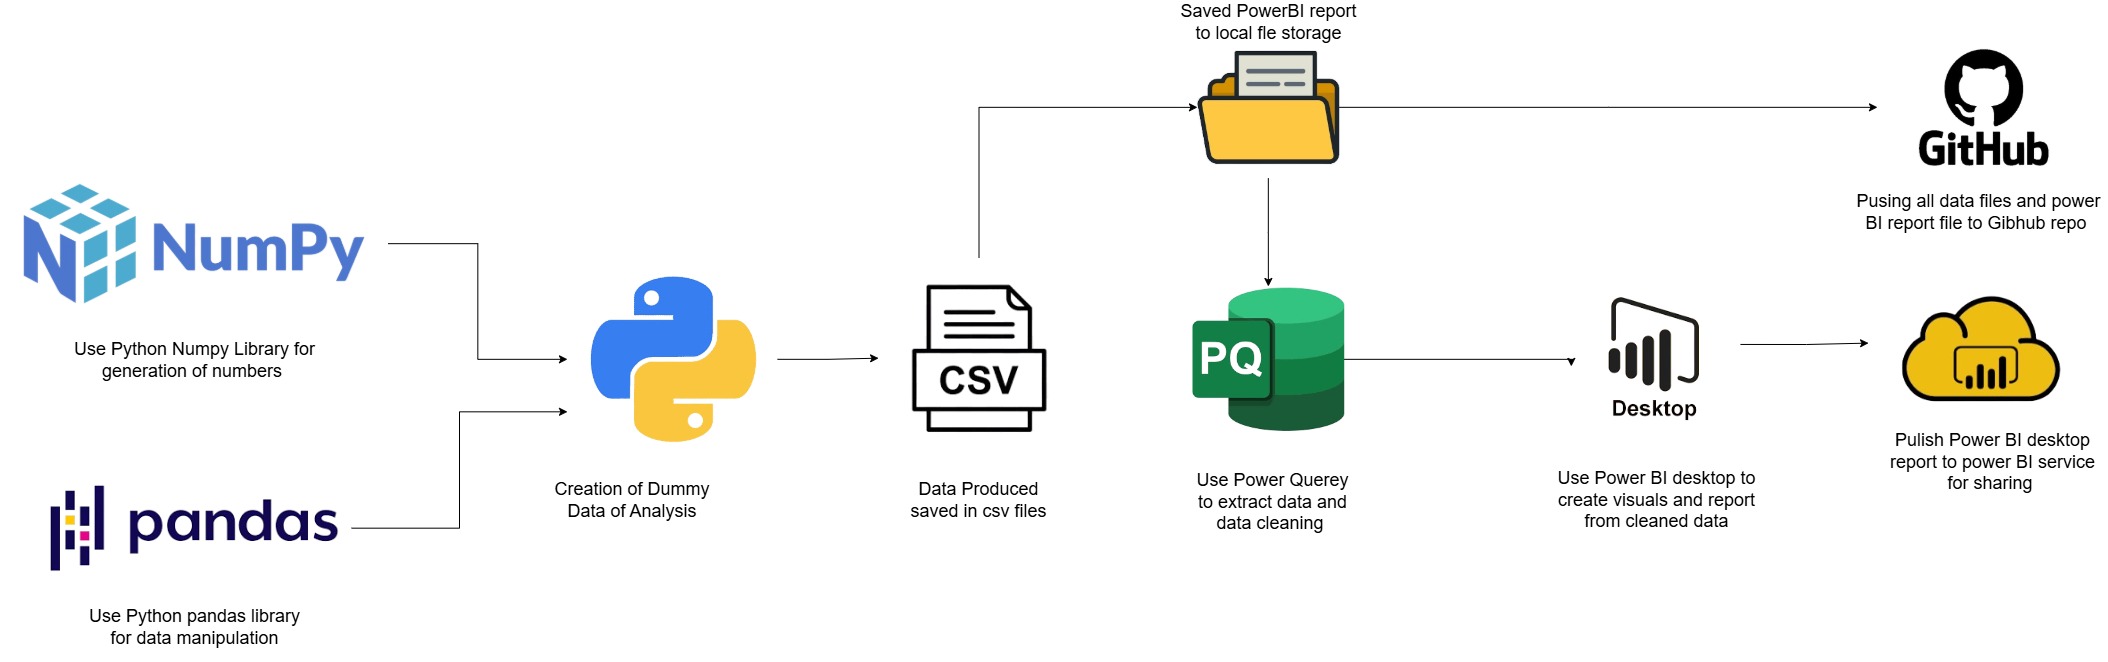 Saved PowerBI report
to local fle storage
GitHub
Pusing all data files and power
BI report file to Gibhub repo
NumPy
Use Python Numpy Library for
generation of numbers
pandas
Use Python pandas library
for data manipulation
Creation of Dummy
Data of Analysis
CSV
Data Produced
saved in csv files
PQ
Use Power Querey
to extract data and
data cleaning
Desktop
Use Power BI desktop to
create visuals and report
from cleaned data
Pulish Power BI desktop
report to power BI service
for sharing